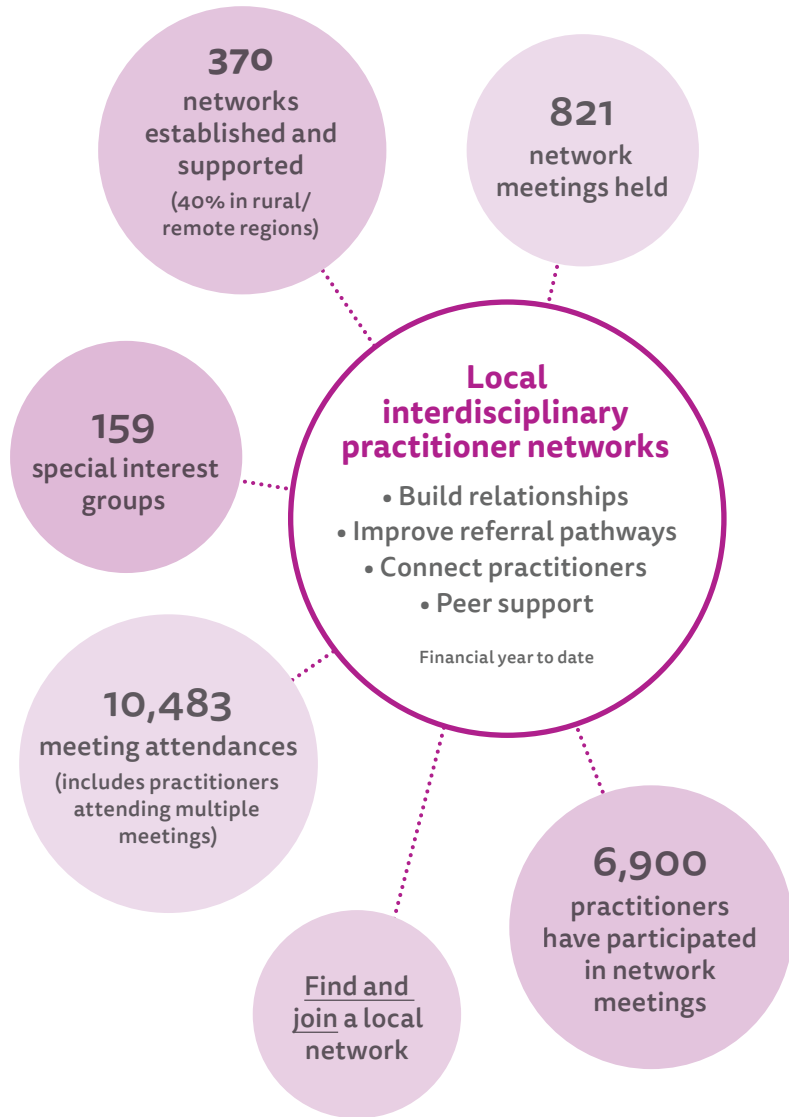 370
networks
established and
supported
(40% in rural/
remote regions)
821
network
meetings held
Local
interdisciplinary
practitioner networks
• Build relationships
• Improve referral pathways
• Connect practitioners
• Peer support
Financial year to date
159
special interest
groups
10,483
meeting attendances
(includes practitioners
attending multiple
meetings)
6,900
practitioners
have participated
in network
meetings
Find and
join a local
network